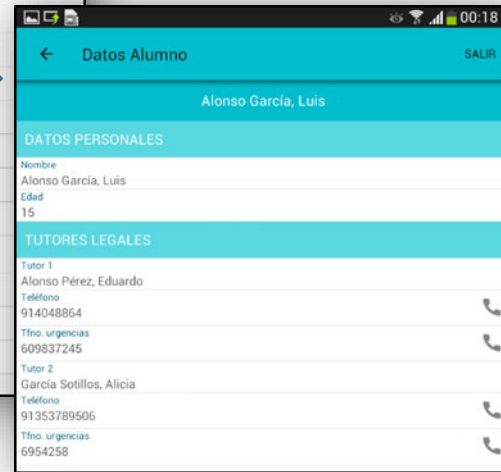 00:18
Datos Alumno SALIR
Alonso García, Luis
DATOS PERSONALES
Nombre
Alonso García, Luis
Edad
15
TUTORES LEGALES
Tutor 1
Alonso Pérez, Eduardo
Teléfono
914048864
Tfno. urgencias
609837245
Tutor 2
García Sotillos, Alicia
Teléfono
91353789506
Tfno. urgencias
6954258